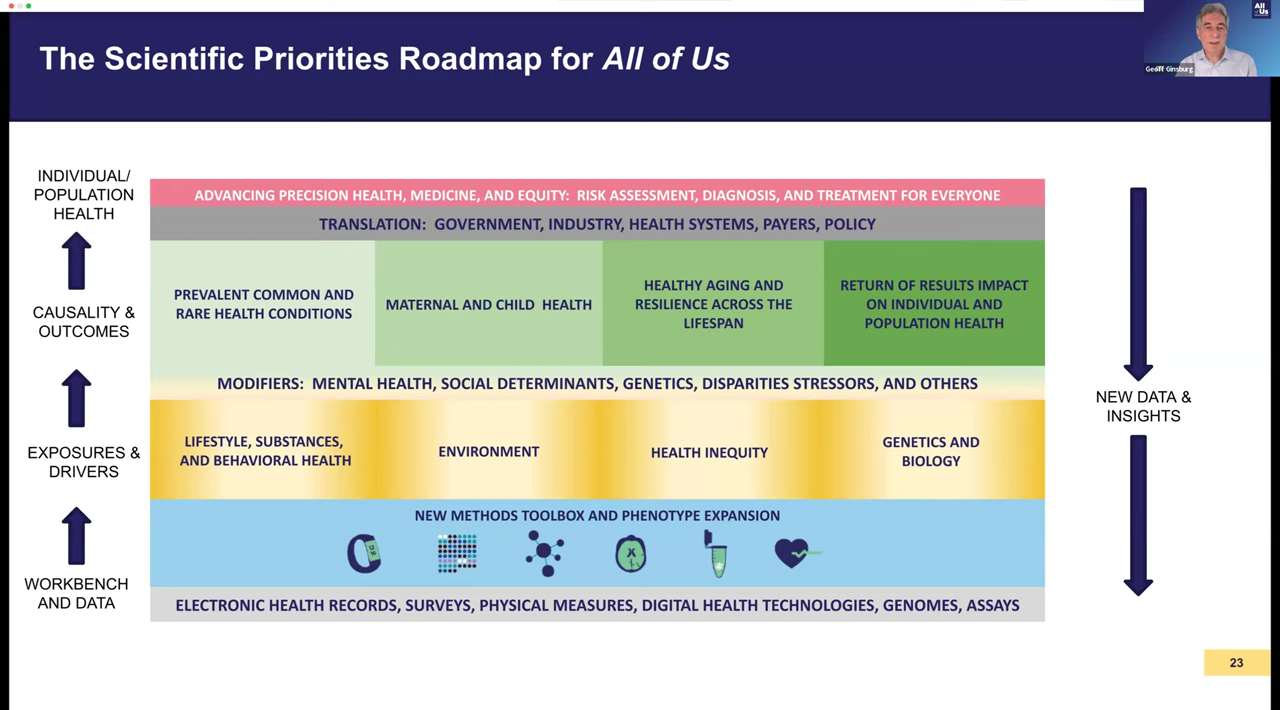 The Scientific Priorities Roadmap for All of Us
All
of Us
Geoff Ginsburg
INDIVIDUAL/
POPULATION
HEALTH
CAUSALITY &
OUTCOMES
EXPOSURES &
DRIVERS
WORKBENCH
AND DATA
ADVANCING PRECISION HEALTH, MEDICINE, AND EQUITY: RISK ASSESSMENT, DIAGNOSIS, AND TREATMENT FOR EVERYONE
TRANSLATION: GOVERNMENT, INDUSTRY, HEALTH SYSTEMS, PAYERS, POLICY
PREVALENT COMMON AND
RARE HEALTH CONDITIONS
MATERNAL AND CHILD HEALTH
HEALTHY AGING AND
RESILIENCE ACROSS THE
LIFESPAN
RETURN OF RESULTS IMPACT
ON INDIVIDUAL AND
POPULATION HEALTH
MODIFIERS: MENTAL HEALTH, SOCIAL DETERMINANTS, GENETICS, DISPARITIES STRESSORS, AND OTHERS
LIFESTYLE, SUBSTANCES,
AND BEHAVIORAL HEALTH
ENVIRONMENT
HEALTH INEQUITY
GENETICS AND
BIOLOGY
NEW METHODS TOOLBOX AND PHENOTYPE EXPANSION
ELECTRONIC HEALTH RECORDS, SURVEYS, PHYSICAL MEASURES, DIGITAL HEALTH TECHNOLOGIES, GENOMES, ASSAYS
NEW DATA &
INSIGHTS
23